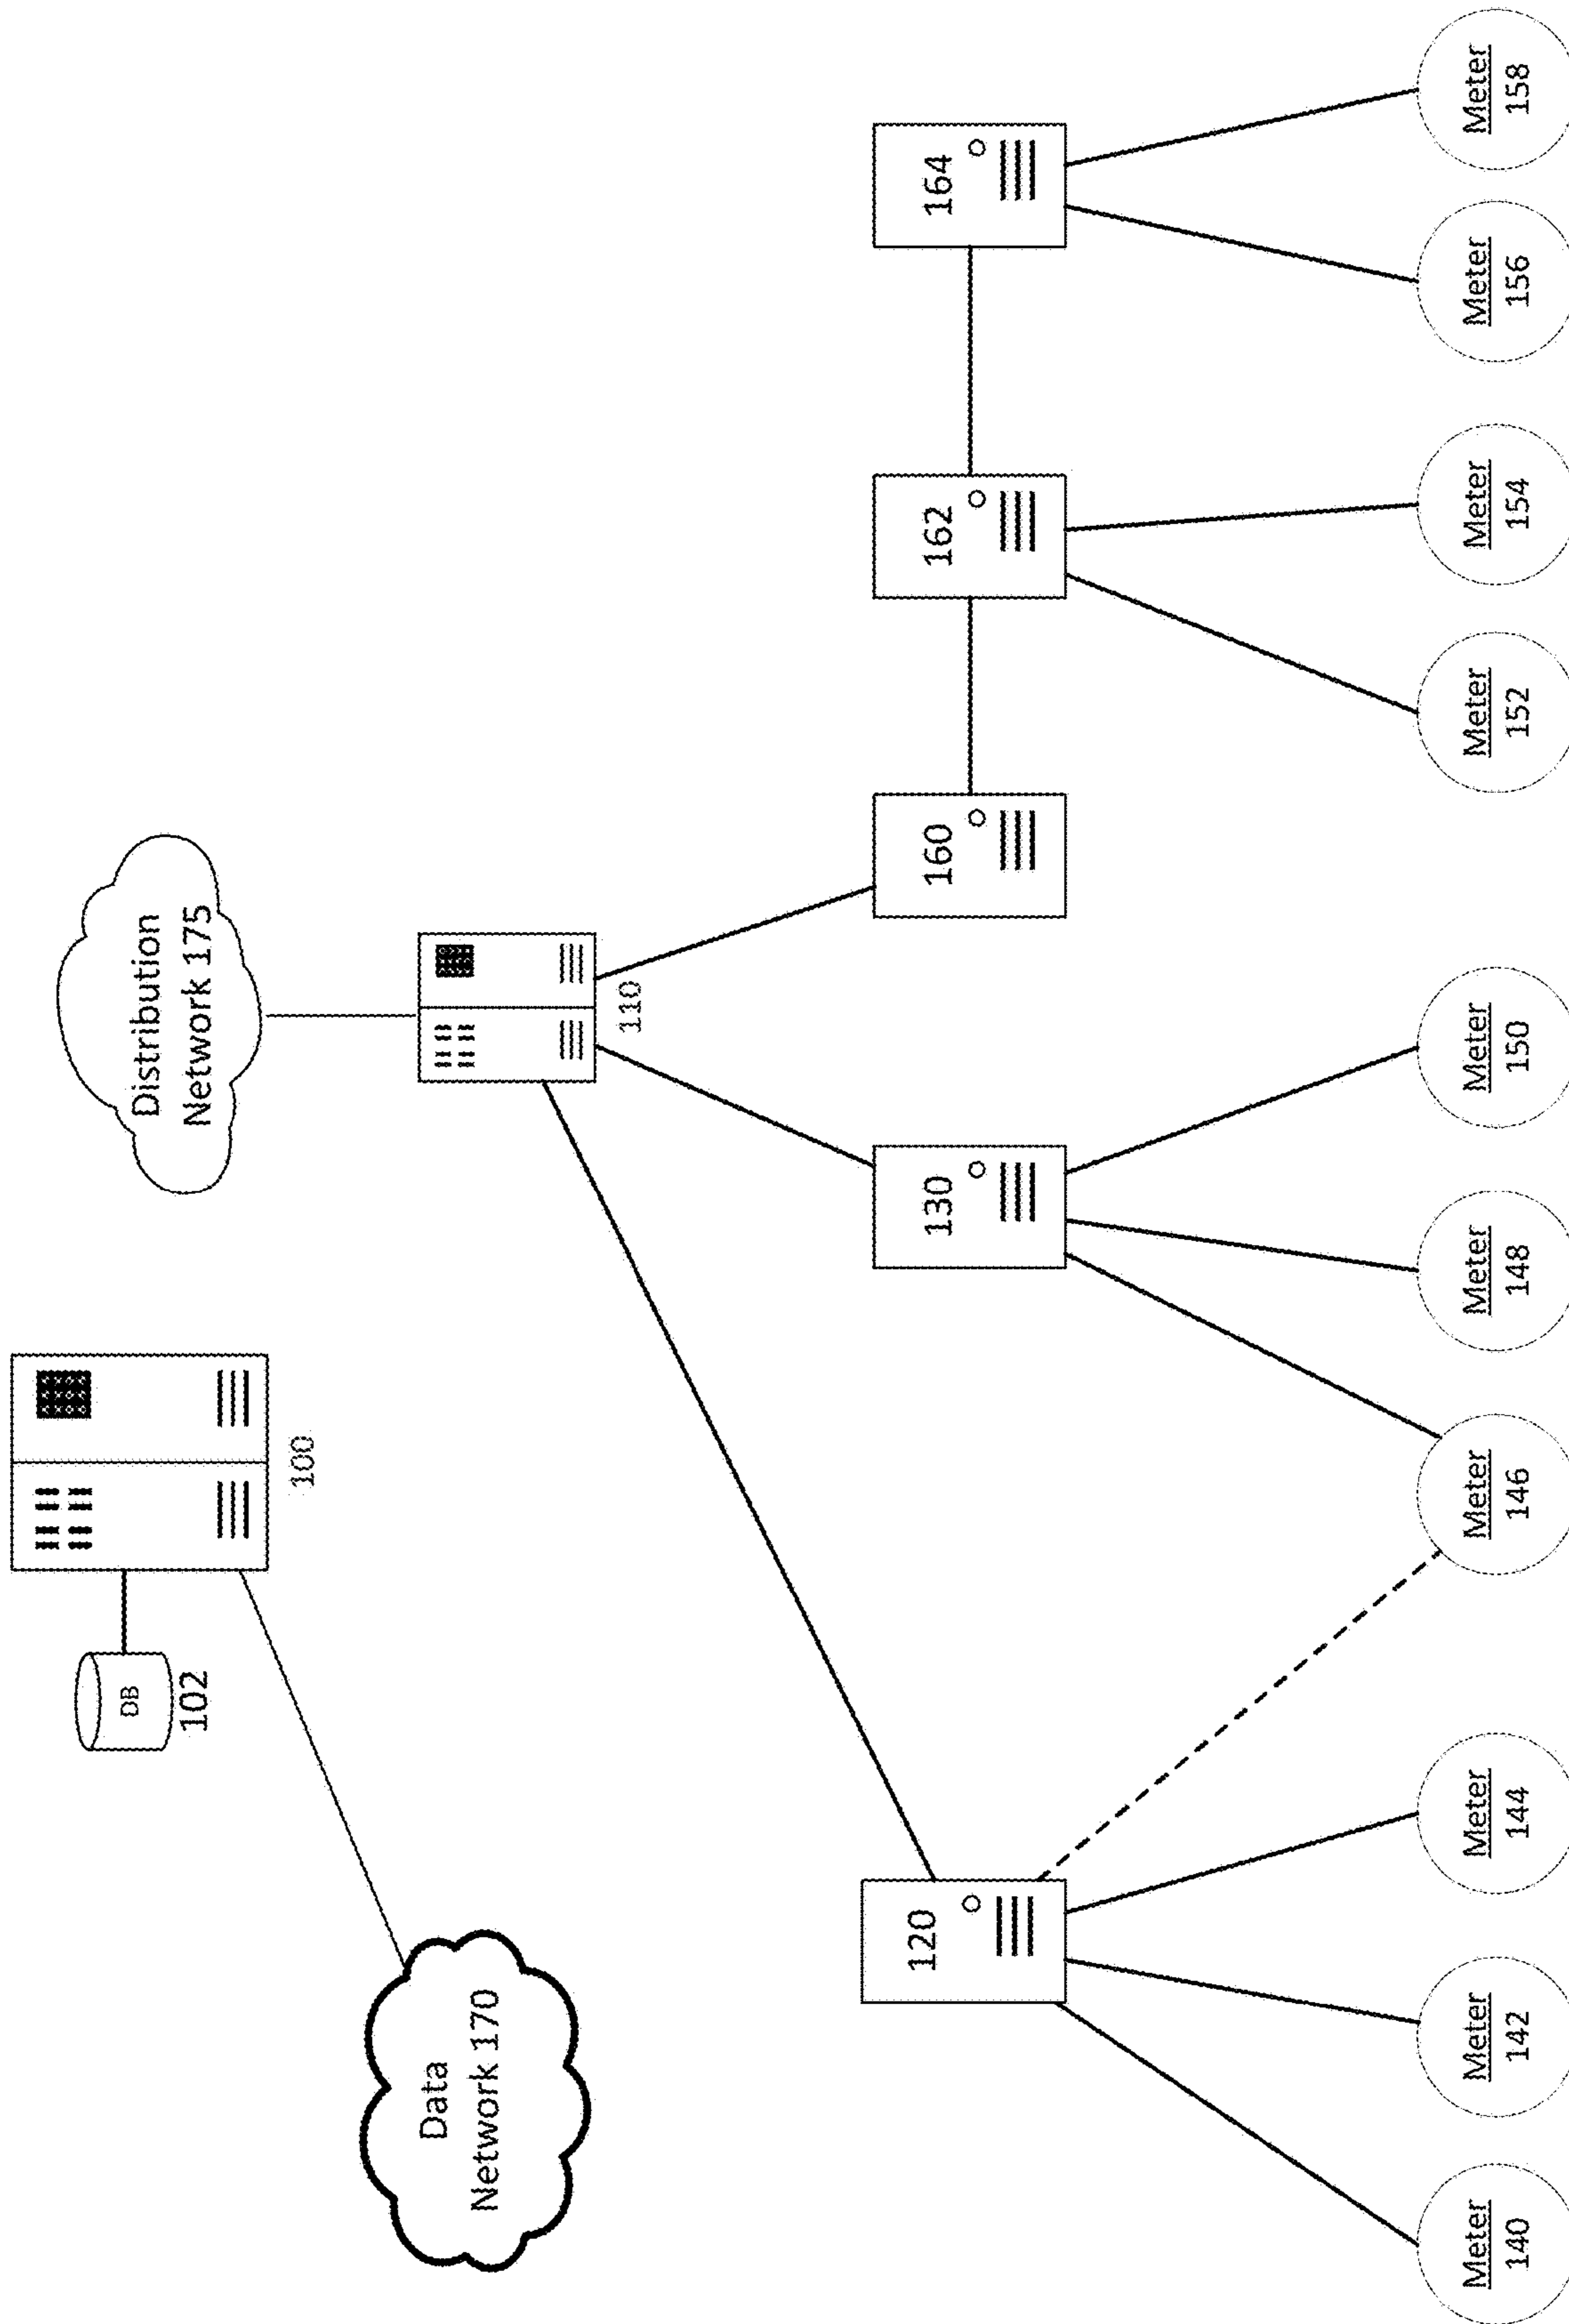 DB
102
100
Data
Network 170
Distribution
Network 175
110
120
130
160
162
164
Meter
140
Meter
142
Meter
144
Meter
146
Meter
148
Meter
150
Meter
152
Meter
154
Meter
156
Meter
158